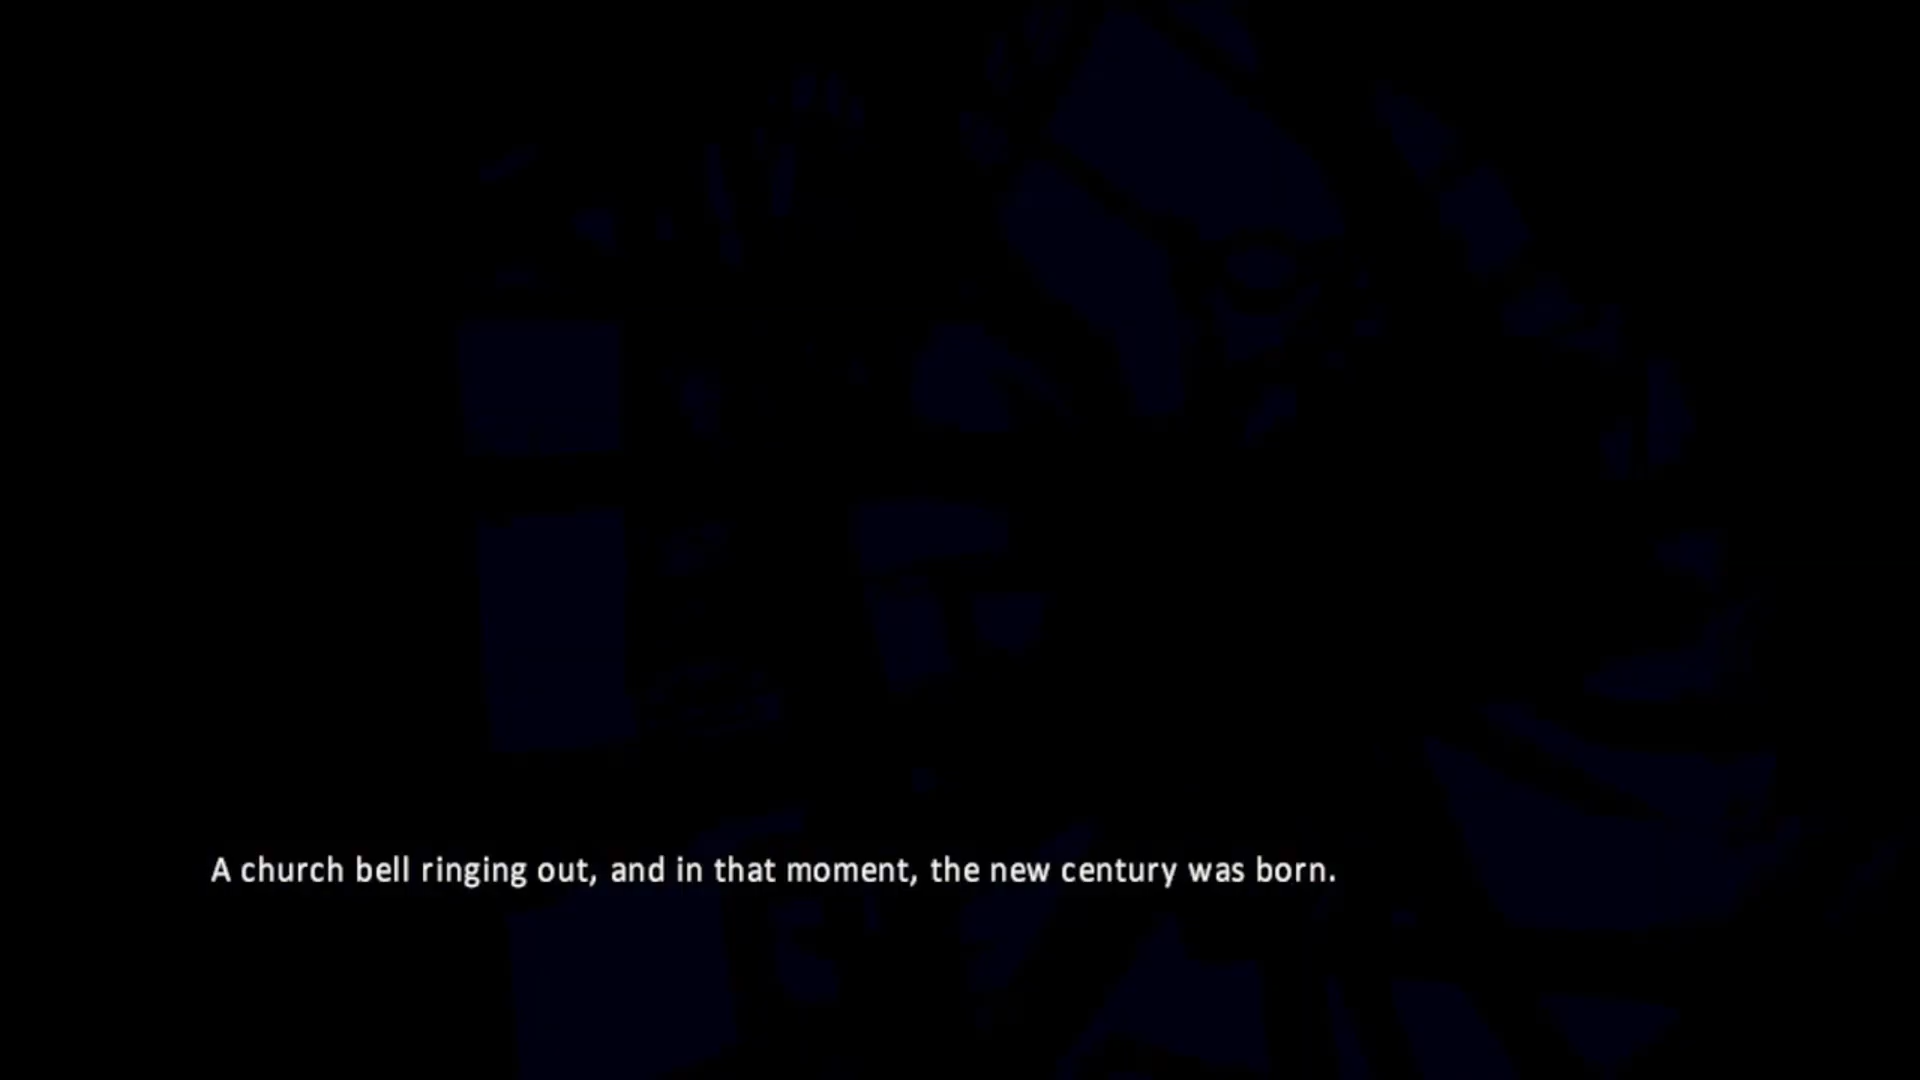 A church bell ringing out, and in that moment, the new century was born.